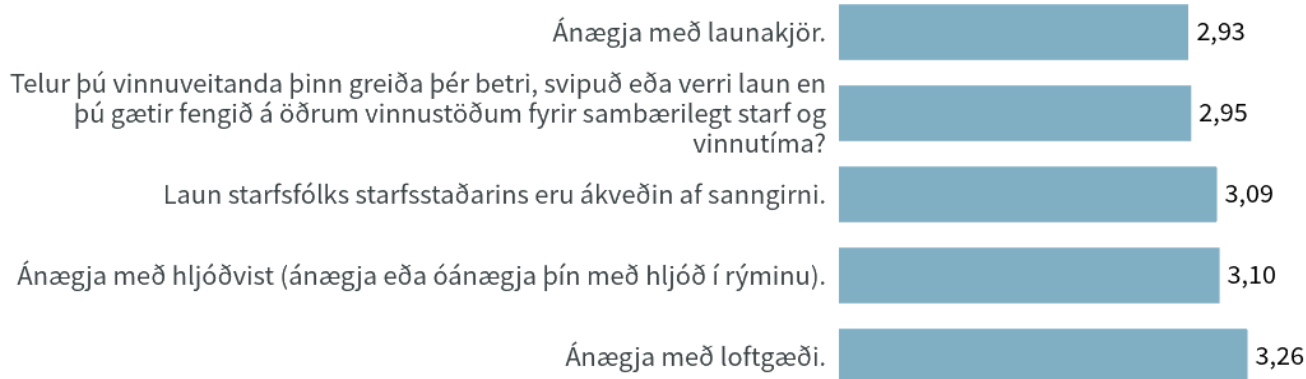 Ánægja með launakjör. 2,93
Telur þú vinnuveitanda þinn greiða þér betri, svipuð eða verri laun en
þú gætir fengið á öðrum vinnustöðum fyrir sambærilegt starf og 2,95
vinnutíma?
Laun starfsfólks starfsstaðarins eru ákveðin af sanngirni. 3,09
Ánægja með hljóðvist (ánægja eða óánægja þín með hljóð í rýminu). 3,10
Ánægja með loftgæði. 3,26